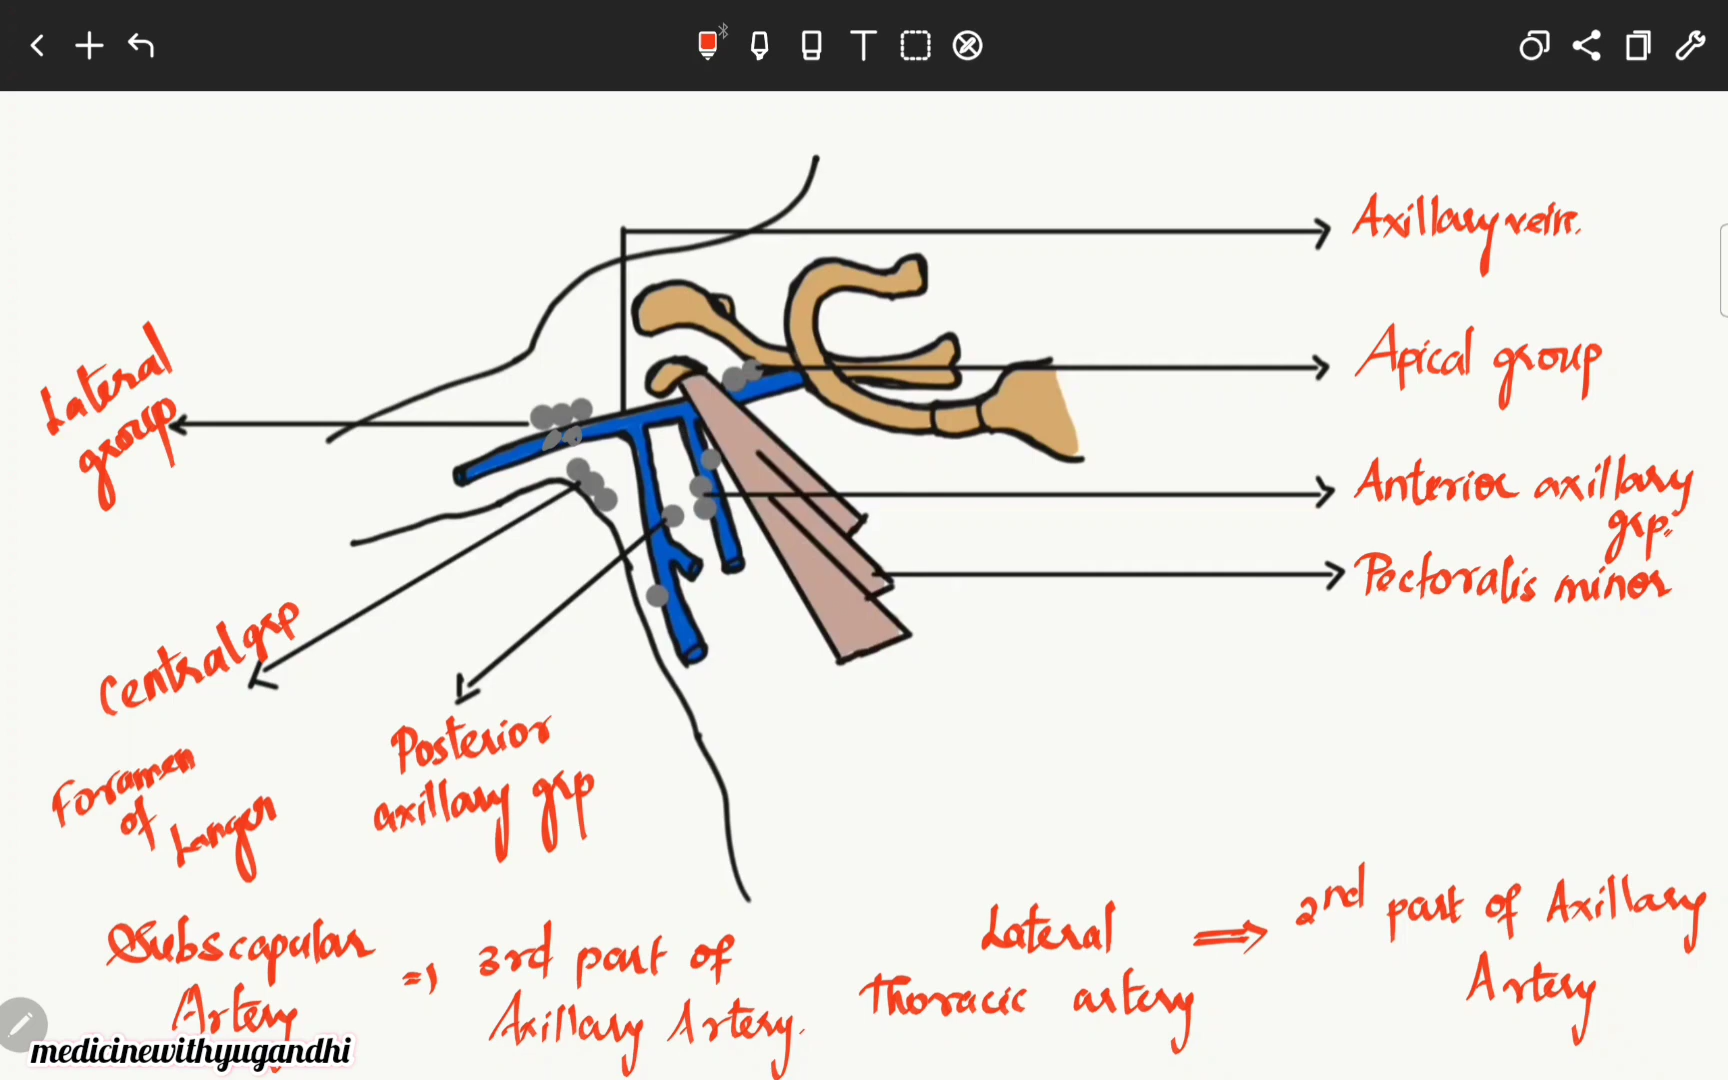 Axillary vein.
Lateral
group
Apical group
Anterior axillary
grp.
Pectoralis minor
Central grp
Foramen
of
Langer
Posterior
axillary grp
Subscapular
Artery
=> 3rd part of
Axillary Artery.
Lateral
Thoracic artery
=> 2nd part of Axillary
Artery
medicinewithyugandhi